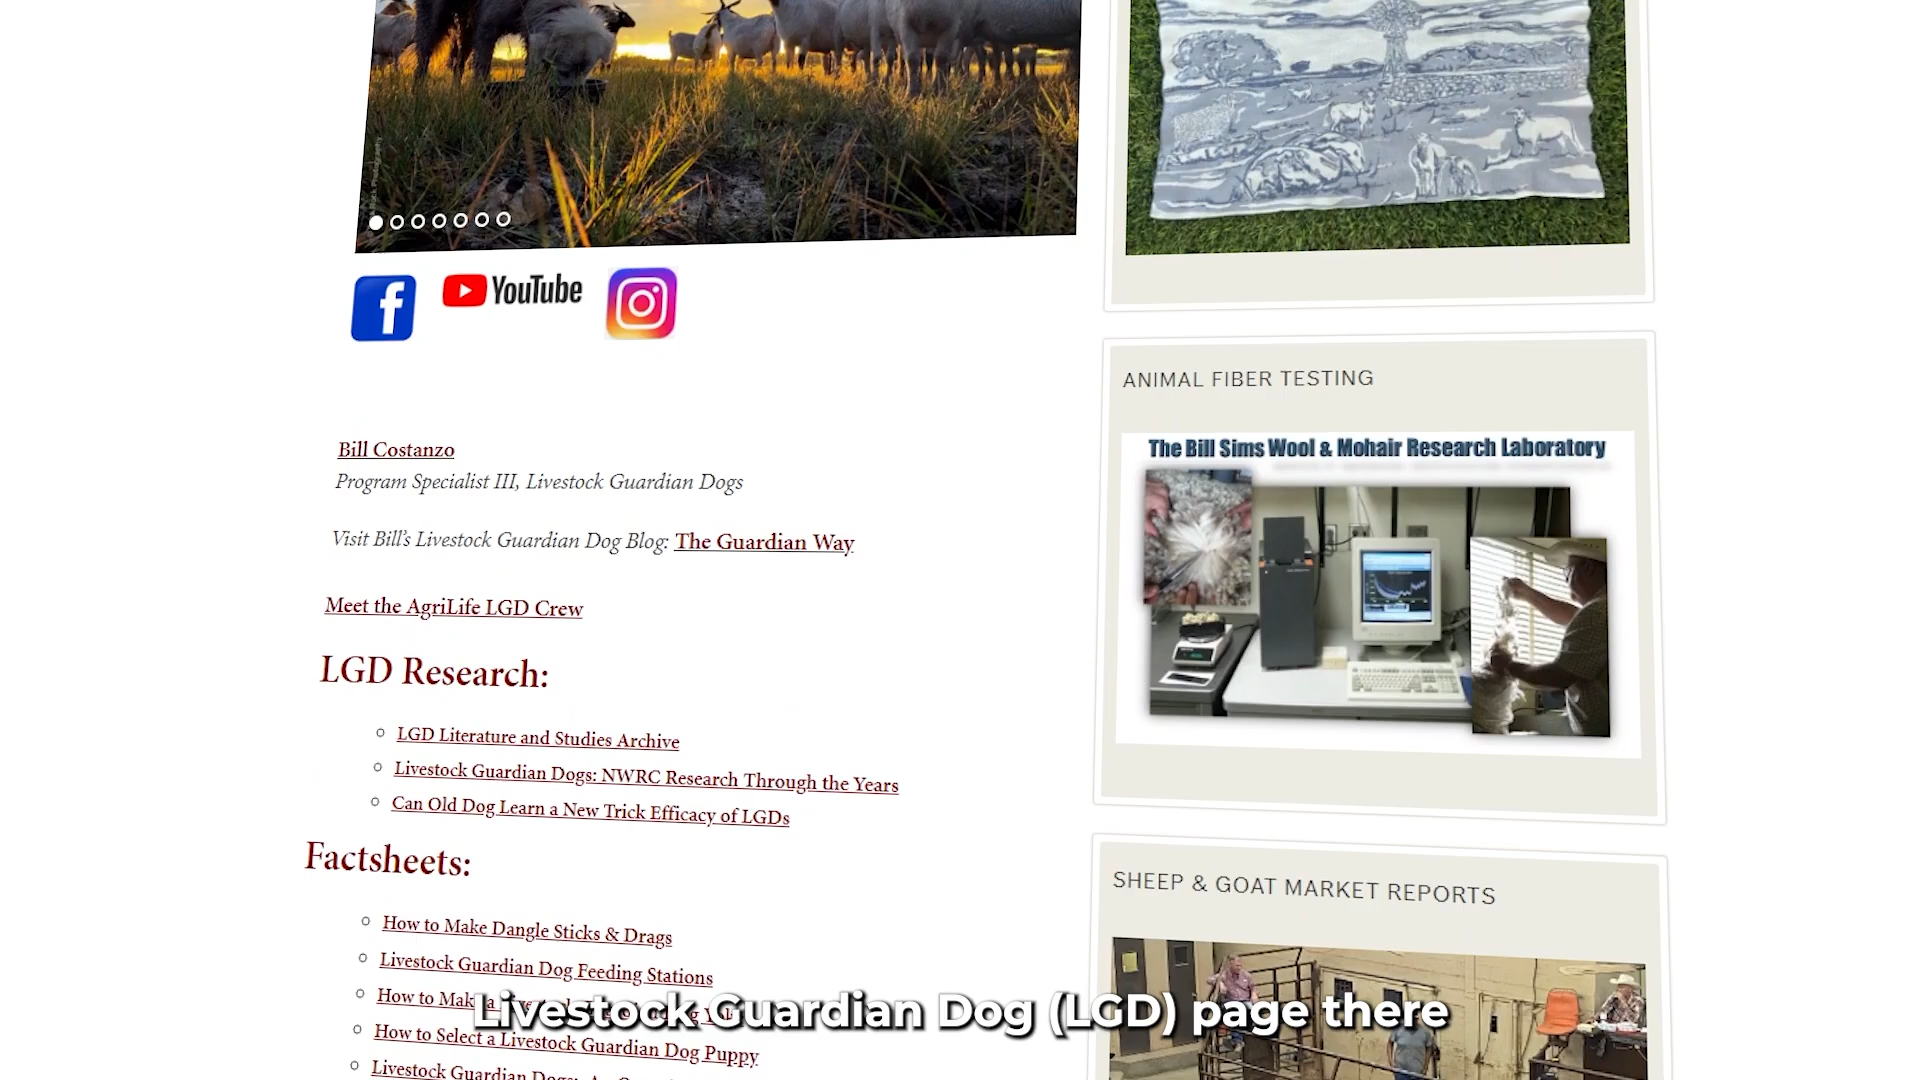 YouTube
Bill Costanzo
Program Specialist III, Livestock Guardian Dogs
Visit Bill's Livestock Guardian Dog Blog: The Guardian Way
Meet the AgriLife LGD Crew
LGD Research:
LGD Literature and Studies Archive
Livestock Guardian Dogs: NWRC Research Through the Years
Can Old Dog Learn a New Trick Efficacy of LGDs
Factsheets:
How to Make Dangle Sticks & Drags
Livestock Guardian Dog Feeding Stations
How to Make a
How to Select a Livestock Guardian Dog Puppy
Livestock Guardian Dogs:
ANIMAL FIBER TESTING
The Bill Sims Wool & Mohair Research Laboratory
SHEEP & GOAT MARKET REPORTS
Livestock Guardian Dog (LGD) page there